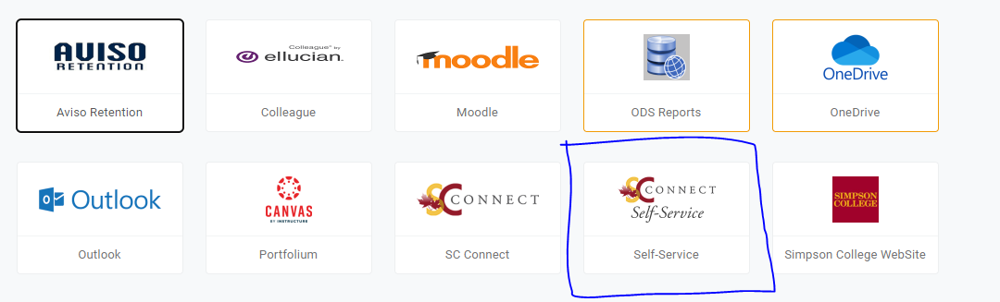 AVISO
RETENTION
Aviso Retention
Colleague® by
ellucian.
Colleague
moodle
Moodle
ODS Reports
OneDrive
OneDrive
Outlook
Outlook
CANVAS
BY INSTRUCTURE
Portfolium
SC CONNECT
SC Connect
SC CONNECT
Self-Service
Self-Service
SIMPSON
COLLEGE
Simpson College WebSite